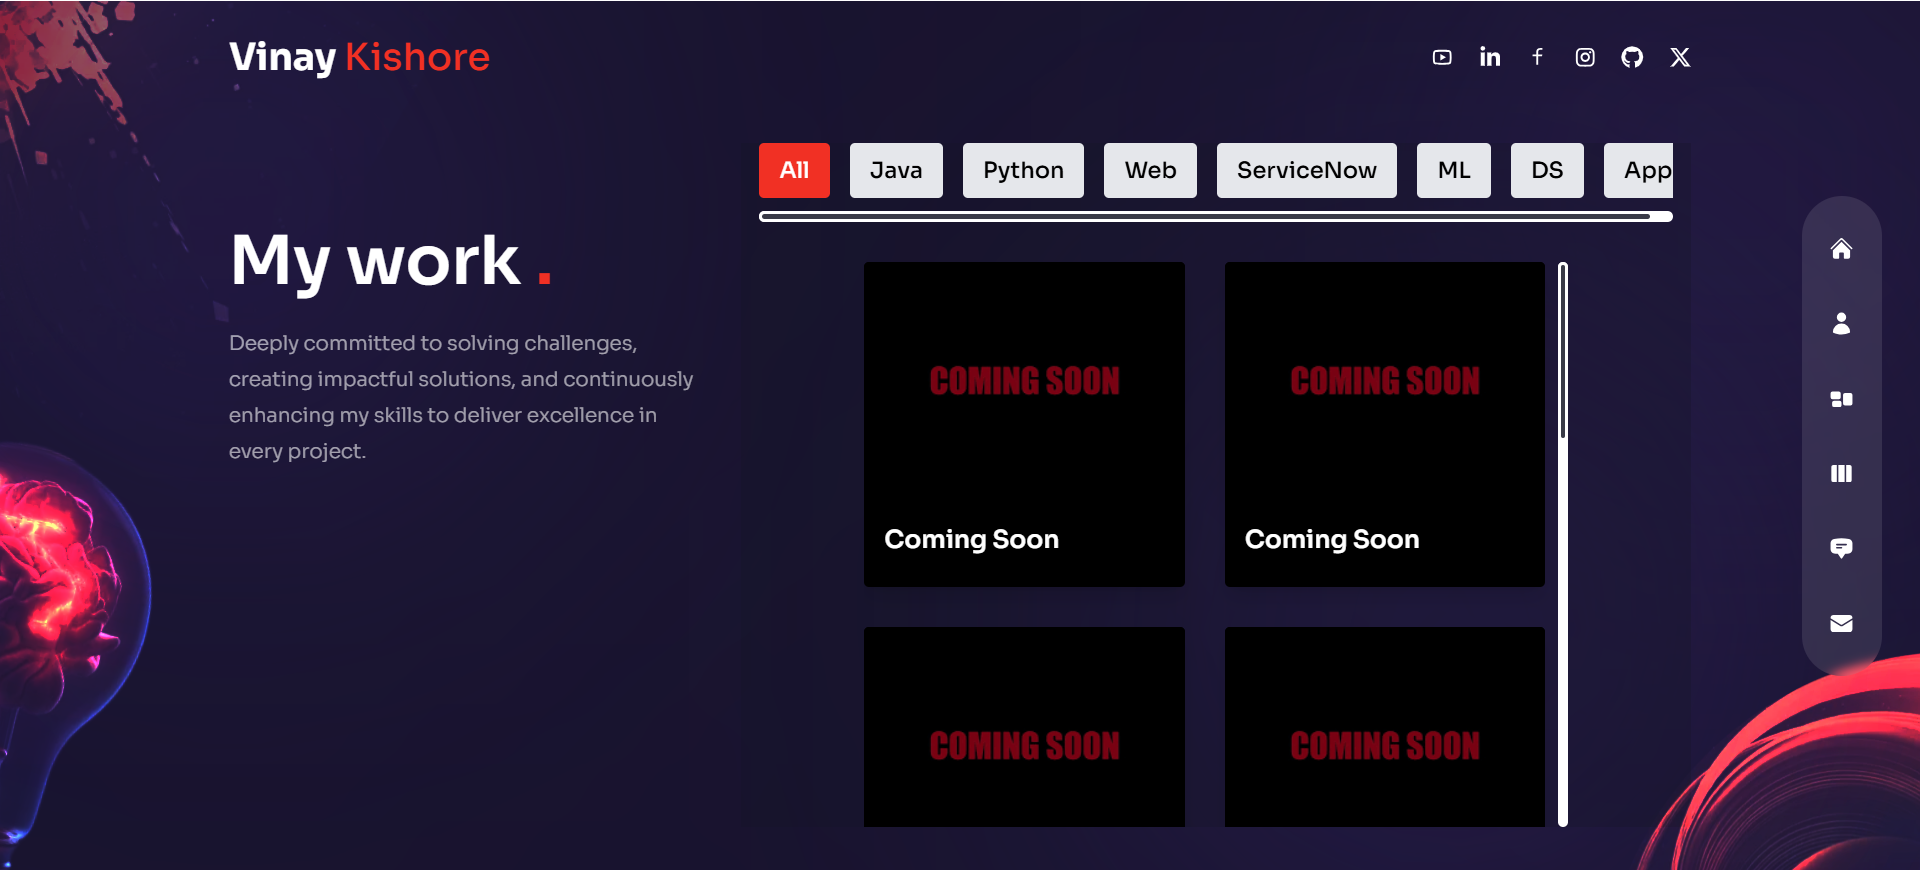 Vinay Kishore
All
Java
Python
Web
ServiceNow
ML
DS
App
My work .
Deeply committed to solving challenges,
creating impactful solutions, and continuously
enhancing my skills to deliver excellence in
every project.
COMING SOON
Coming Soon
COMING SOON
Coming Soon
COMING SOON
COMING SOON